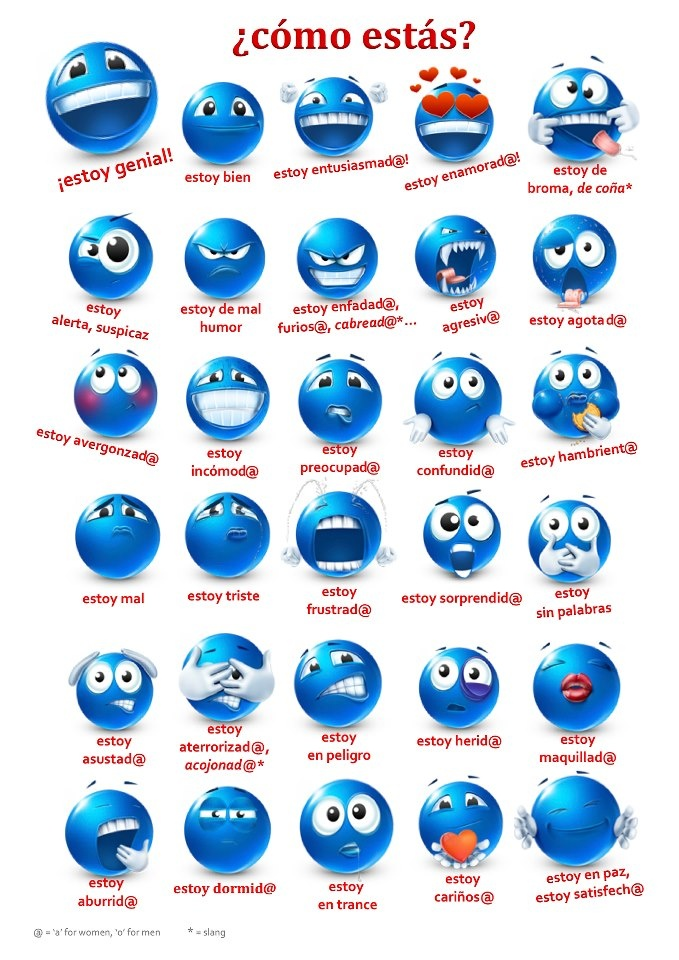 ¿cómo estás?
¡estoy genial!
estoy bien
estoy entusiasmad@!
estoy enamorad@!
estoy de
broma, de coña*
estoy
alerta, suspicaz
estoy de mal
humor
estoy enfadad@,
furios@, cabread@*...
estoy
agresiv@
estoy agotad@
estoy avergonzad@
estoy
incómod@
estoy
preocupad@
estoy
confundid@
estoy hambrient@
estoy mal
estoy triste
estoy
frustrad@
estoy sorprendid@
estoy
sin palabras
estoy
asustad@
estoy
aterrorizad@,
acojonad@*
estoy
en peligro
estoy herid@
estoy
maquillad@
estoy
aburrid@
estoy dormid@
estoy
en trance
estoy
cariños@
estoy en paz,
estoy satisfech@
@ = 'a' for women, 'o' for men * = slang